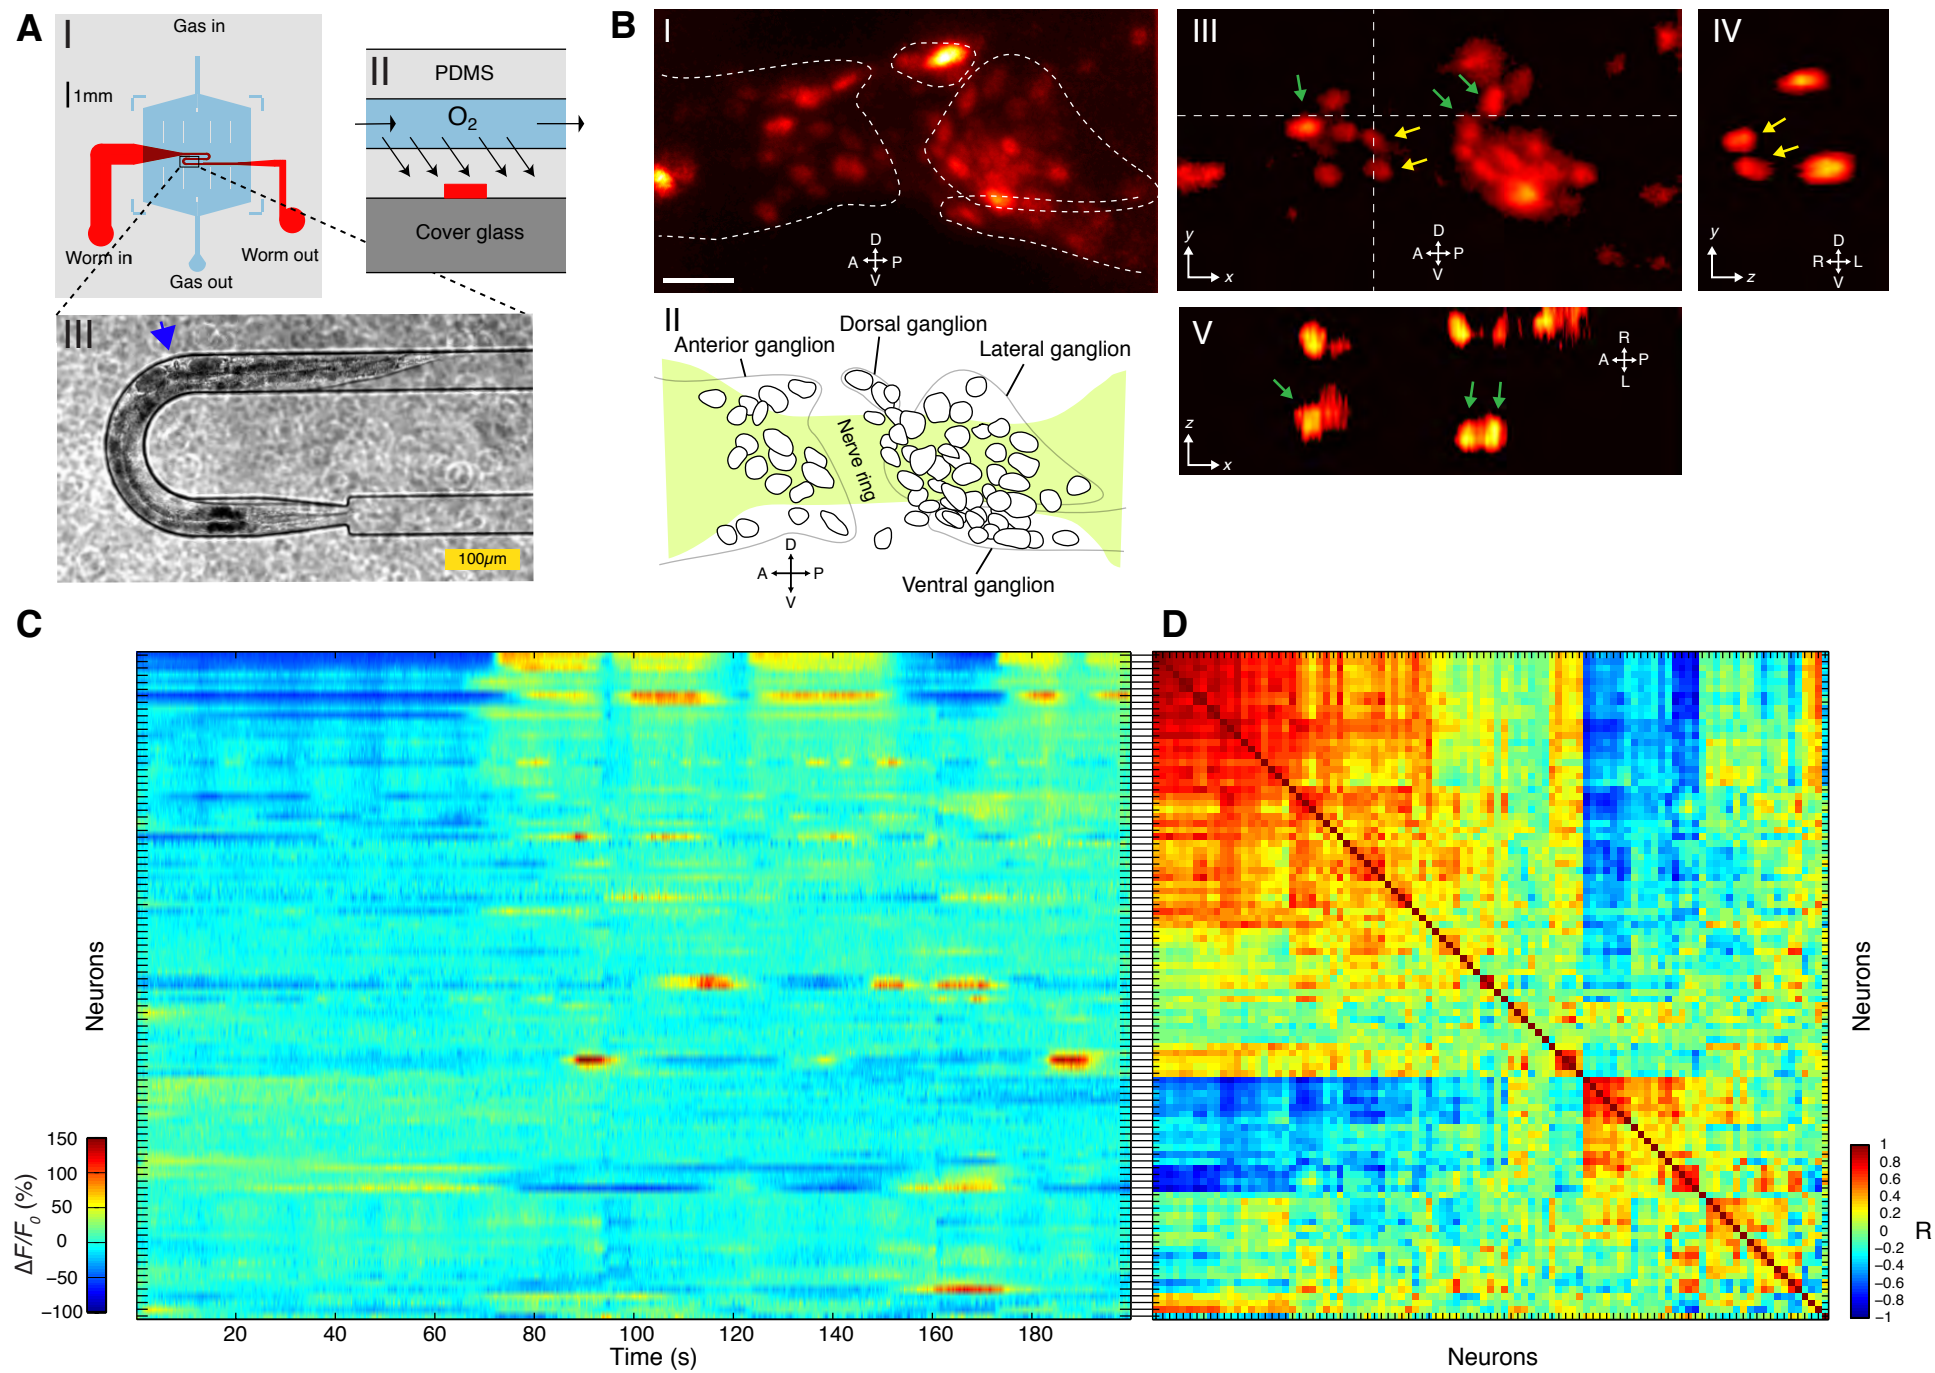 A
I
Gas in
1mm
Worm in
Gas out
Worm out
II
PDMS
O2
Cover glass
III
100µm
B
I
D
A P
V
II
Anterior ganglion
Dorsal ganglion
Lateral ganglion
Nerve ring
Ventral ganglion
D
A P
V
III
y
x
D
A P
V
IV
y
z
D
R L
V
V
z
x
R
A P
L
C
Neurons
150
100
50
0
−50
−100
ΔF/F0 (%)
20 40 60 80 100 120 140 160 180
Time (s)
D
Neurons
Neurons
1
0.8
0.6
0.4
0.2
0
−0.2
−0.4
−0.6
−0.8
−1
R